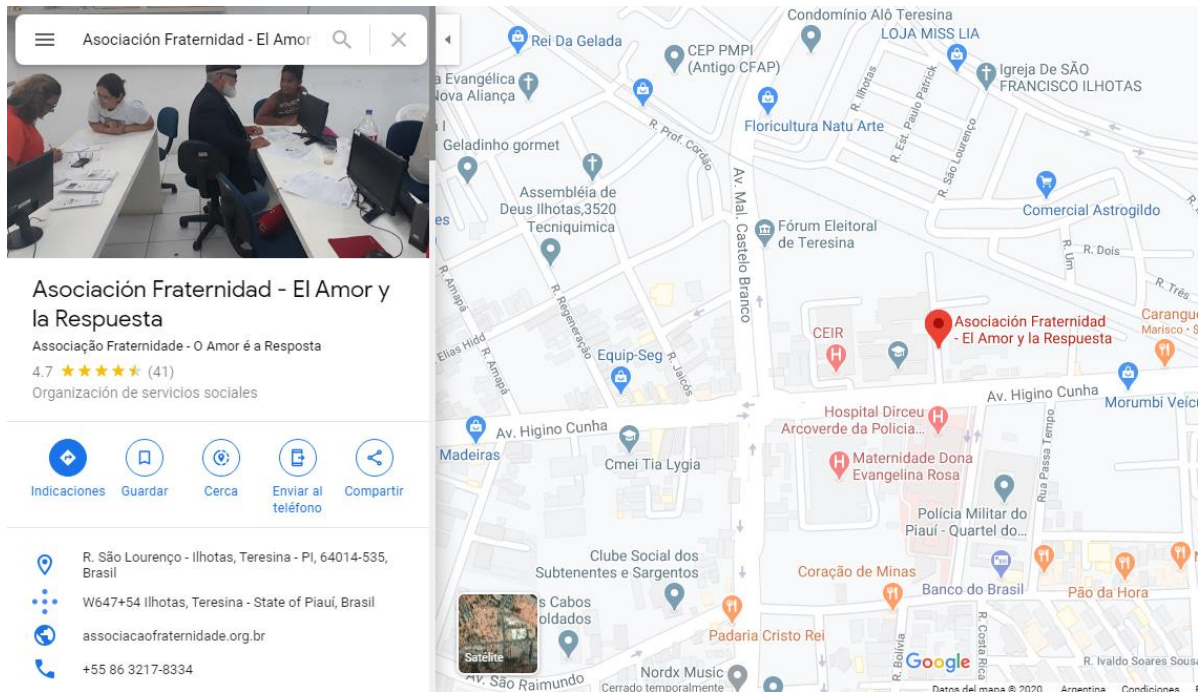 Asociación Fraternidad - El Amor
Asociación Fraternidad - El Amor y
la Respuesta
Associação Fraternidade - O Amor é a Resposta
4.7 (41)
Organización de servicios sociales
Indicaciones
Guardar
Cerca
Enviar al
teléfono
Compartir
R. São Lourenço - Ilhotas, Teresina - PI, 64014-535,
Brasil
W647+54 Ilhotas, Teresina - State of Piauí, Brasil
associacaofraternidade.org.br
+55 86 3217-8334
Condomínio Alô Teresina
LOJA MISS LIA
Rei Da Gelada
CEP PMPI
(Antigo CFAP)
a Evangélica
Nova Aliança
Igreja De SÃO
FRANCISCO ILHOTAS
R. Ilhotas
R. Est. Paulo Patrick
R. São Lourenço
Floricultura Natu Arte
R. Prof. Cordão
Geladinho gormet
Av. Mal. Castelo Branco
Assembléia de
Deus Ilhotas,3520
Tecniquimica
Comercial Astrogildo
Fórum Eleitoral
de Teresina
R. Um
R. Dois
R. Três
R. Amapá
R. Regeneração
Elias Hidd
R. Amapá
R. Jaicós
Equip-Seg
CEIR
Asociación Fraternidad
- El Amor y la Respuesta
Carangue
Marisco • S
Av. Higino Cunha
Morumbi Veícu
Av. Higino Cunha
Madeiras
Hospital Dirceu
Arcoverde da Policia...
Cmei Tia Lygia
Maternidade Dona
Evangelina Rosa
Rua Passa Tempo
Polícia Militar do
Piauí - Quartel do...
Clube Social dos
Subtenentes e Sargentos
Coração de Minas
Banco do Brasil
Pão da Hora
s Cabos
oldados
Satélite
Padaria Cristo Rei
R. Bolívia
R. Costa Rica
Google
R. Ivaldo Soares Sousa
Av. São Raimundo
Nordx Music
Cerrado temporalmente
Datos del mapa © 2020 Argentina Condiciones